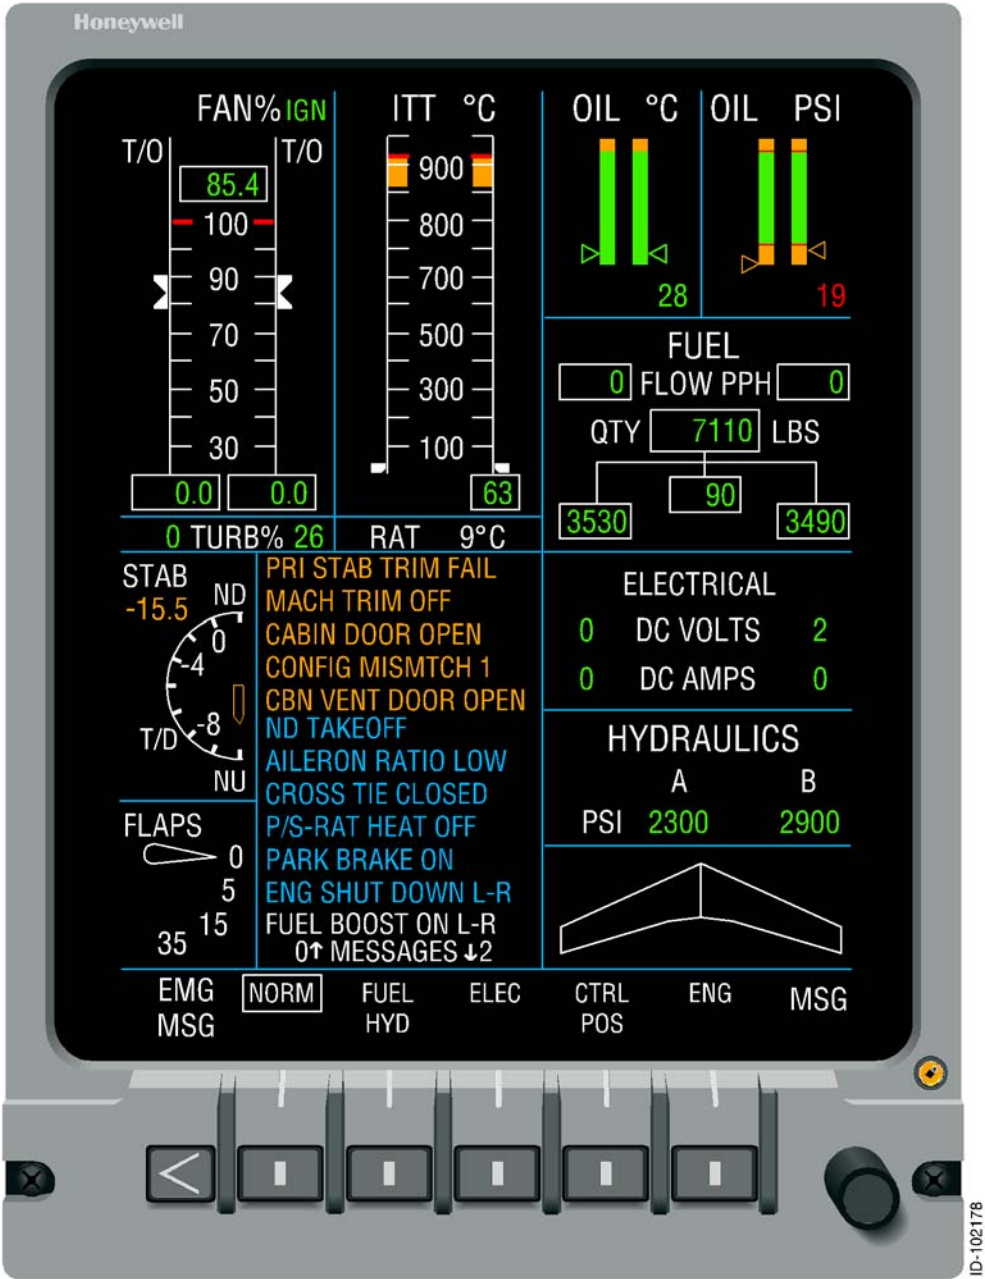 Honeywell
FAN% IGN
T/O T/O
85.4
100
90
70
50
30
0.0 0.0
0 TURB% 26
ITT °C
900
800
700
500
300
100
63
RAT 9°C
OIL °C
28
OIL PSI
19
FUEL
0 FLOW PPH 0
QTY 7110 LBS
3530 90 3490
STAB
-15.5 ND
0
-4
-8
T/D
NU
FLAPS
0
5
15
35
PRI STAB TRIM FAIL
MACH TRIM OFF
CABIN DOOR OPEN
CONFIG MISMTCH 1
CBN VENT DOOR OPEN
ND TAKEOFF
AILERON RATIO LOW
CROSS TIE CLOSED
P/S-RAT HEAT OFF
PARK BRAKE ON
ENG SHUT DOWN L-R
FUEL BOOST ON L-R
0↑ MESSAGES ↓2
ELECTRICAL
0 DC VOLTS 2
0 DC AMPS 0
HYDRAULICS
A B
PSI 2300 2900
EMG MSG
NORM
FUEL HYD
ELEC
CTRL POS
ENG
MSG
ID-102178